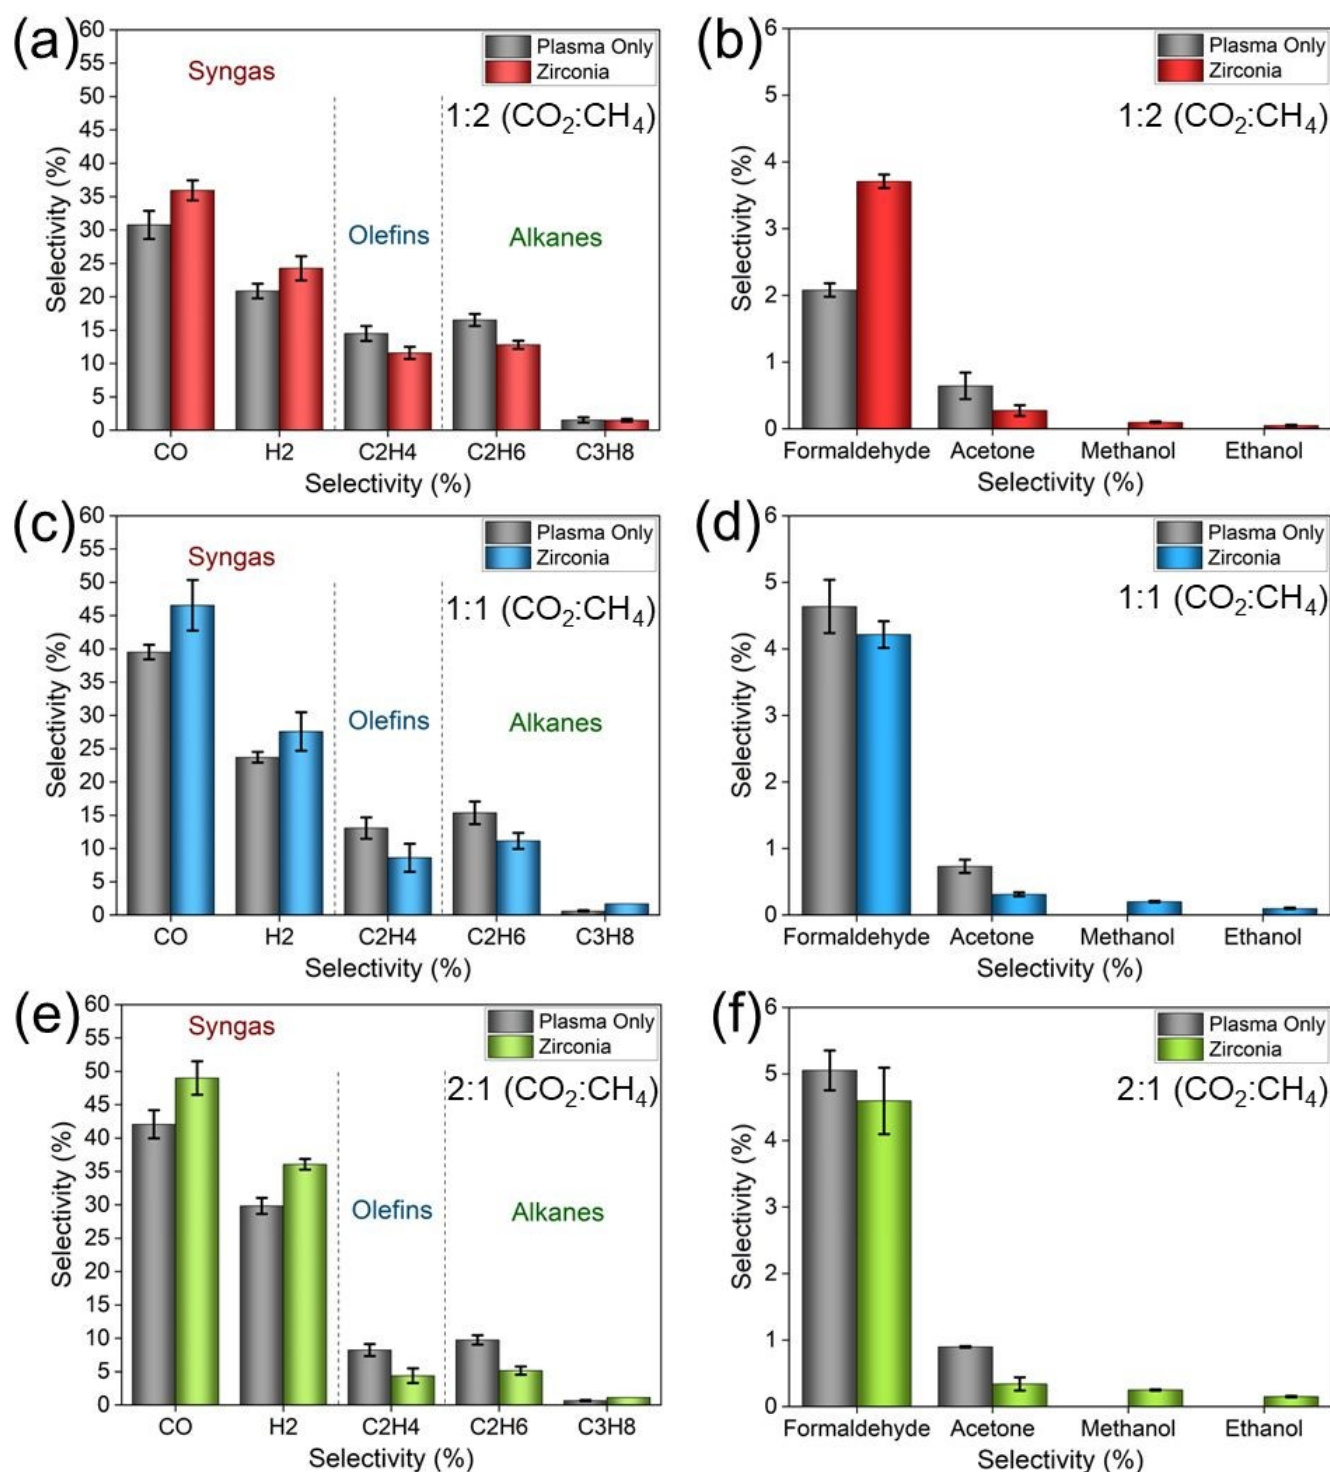 (a)
60
55
50
45
40
35
30
25
20
15
10
5
0
Selectivity (%)
Plasma Only
Zirconia
Syngas
1:2 (CO₂:CH₄)
Olefins
Alkanes
CO H2 C2H4 C2H6 C3H8
Selectivity (%)
(b)
6
5
4
3
2
1
0
Selectivity (%)
Plasma Only
Zirconia
1:2 (CO₂:CH₄)
Formaldehyde Acetone Methanol Ethanol
Selectivity (%)
(c)
60
55
50
45
40
35
30
25
20
15
10
5
0
Selectivity (%)
Plasma Only
Zirconia
Syngas
1:1 (CO₂:CH₄)
Olefins
Alkanes
CO H2 C2H4 C2H6 C3H8
Selectivity (%)
(d)
6
5
4
3
2
1
0
Selectivity (%)
Plasma Only
Zirconia
1:1 (CO₂:CH₄)
Formaldehyde Acetone Methanol Ethanol
Selectivity (%)
(e)
60
55
50
45
40
35
30
25
20
15
10
5
0
Selectivity (%)
Plasma Only
Zirconia
Syngas
2:1 (CO₂:CH₄)
Olefins
Alkanes
CO H2 C2H4 C2H6 C3H8
Selectivity (%)
(f)
6
5
4
3
2
1
0
Selectivity (%)
Plasma Only
Zirconia
2:1 (CO₂:CH₄)
Formaldehyde Acetone Methanol Ethanol
Selectivity (%)